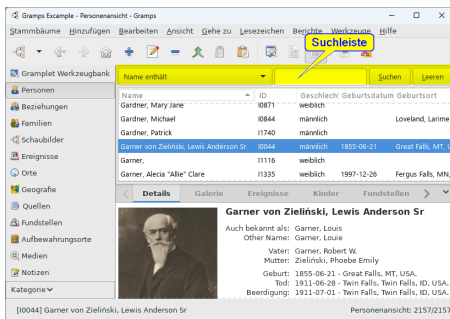 Gramps Excample - Personenansicht - Gramps
Stammbäume Hinzufügen Bearbeiten Ansicht Gehe zu Lesezeichen Berichte Werkzeuge Hilfe
Suchleiste
Gramplet Werkzeugbank
Personen
Beziehungen
Familien
Schaubilder
Ereignisse
Orte
Geografie
Quellen
Fundstellen
Aufbewahrungsorte
Medien
Notizen
Kategorie
Name enthält Suchen Leeren
Name ID Geschlecht Geburtsdatum Geburtsort
Gardner, Mary Jane I0871 weiblich
Gardner, Michael I0844 männlich Loveland, Larime
Gardner, Patrick I1740 männlich
Garner von Zieliński, Lewis Anderson Sr I0044 männlich 1855-06-21 Great Falls, MT, U
Garner, I1116 weiblich
Garner, Alecia "Allie" Clare I1335 weiblich 1997-12-26 Fergus Falls, MN,
Details Galerie Ereignisse Kinder Fundstellen
Garner von Zieliński, Lewis Anderson Sr
Auch bekannt als: Garner, Louis
Other Name: Garner, Louie
Vater: Garner, Robert W.
Mutter: Zieliński, Phoebe Emily
Geburt: 1855-06-21 - Great Falls, MT, USA.
Tod: 1911-06-28 - Twin Falls, Twin Falls, ID, USA.
Beerdigung: 1911-07-01 - Twin Falls, Twin Falls, ID, USA.
[I0044] Garner von Zieliński, Lewis Anderson Sr Personenansicht: 2157/2157